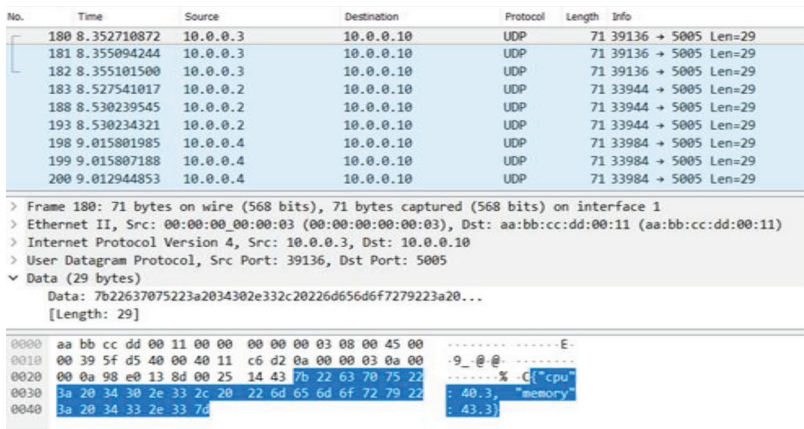 No. Time Source Destination Protocol Length Info
180 8.352710872 10.0.0.3 10.0.0.10 UDP 71 39136 → 5005 Len=29
181 8.355094244 10.0.0.3 10.0.0.10 UDP 71 39136 → 5005 Len=29
182 8.355101500 10.0.0.3 10.0.0.10 UDP 71 39136 → 5005 Len=29
183 8.527541017 10.0.0.2 10.0.0.10 UDP 71 33944 → 5005 Len=29
188 8.530239545 10.0.0.2 10.0.0.10 UDP 71 33944 → 5005 Len=29
193 8.530234321 10.0.0.2 10.0.0.10 UDP 71 33944 → 5005 Len=29
198 9.015801985 10.0.0.4 10.0.0.10 UDP 71 33984 → 5005 Len=29
199 9.015807188 10.0.0.4 10.0.0.10 UDP 71 33984 → 5005 Len=29
200 9.012944853 10.0.0.4 10.0.0.10 UDP 71 33984 → 5005 Len=29
> Frame 180: 71 bytes on wire (568 bits), 71 bytes captured (568 bits) on interface 1
> Ethernet II, Src: 00:00:00_00:00:03 (00:00:00:00:00:03), Dst: aa:bb:cc:dd:00:11 (aa:bb:cc:dd:00:11)
> Internet Protocol Version 4, Src: 10.0.0.3, Dst: 10.0.0.10
> User Datagram Protocol, Src Port: 39136, Dst Port: 5005
∨ Data (29 bytes)
Data: 7b22637075223a2034302e332c20226d656d6f7279223a20...
[Length: 29]
0000 aa bb cc dd 00 11 00 00 00 00 00 03 08 00 45 00 ········ ······E·
0010 00 39 5f d5 40 00 40 11 c6 d2 0a 00 00 03 0a 00 ·9_·@·@· ········
0020 00 0a 98 e0 13 8d 00 25 14 43 7b 22 63 70 75 22 ·······% ·C{"cpu"
0030 3a 20 34 30 2e 33 2c 20 22 6d 65 6d 6f 72 79 22 : 40.3, "memory"
0040 3a 20 34 33 2e 33 7d : 43.3}